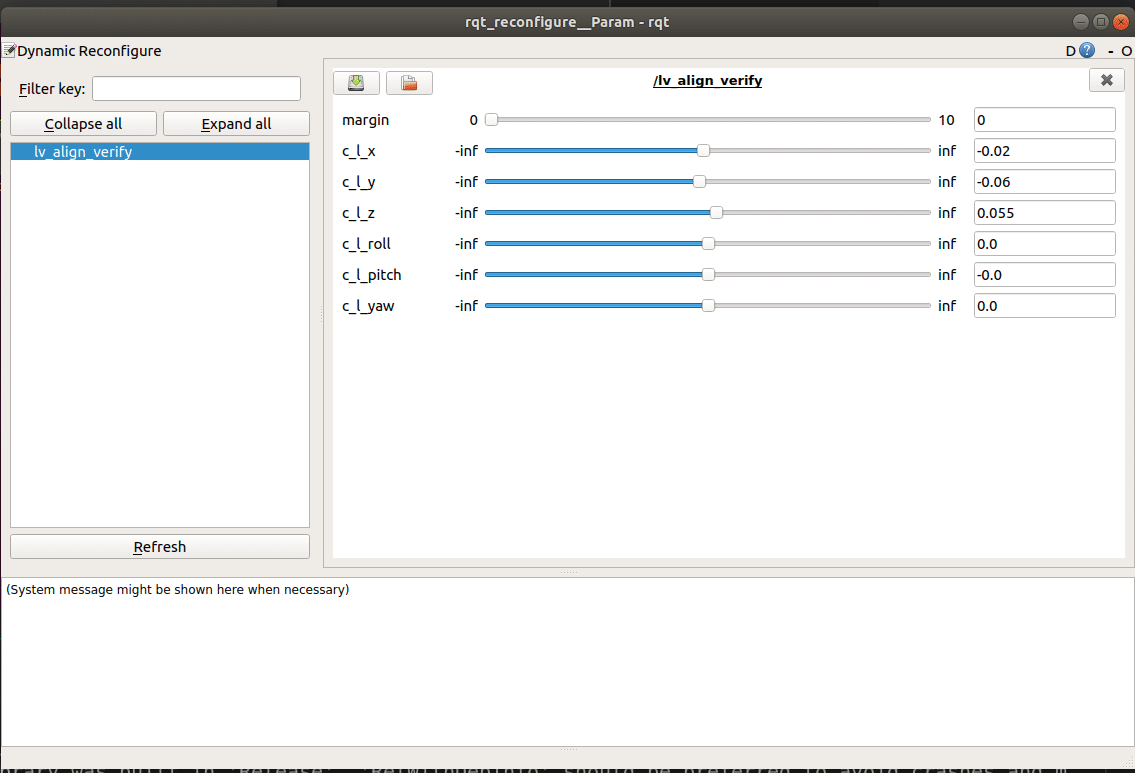 rqt_reconfigure__Param - rqt
Dynamic Reconfigure
D ? - O
Filter key:
Collapse all Expand all
lv_align_verify
Refresh
/lv_align_verify
margin 0 10 0
c_l_x -inf inf -0.02
c_l_y -inf inf -0.06
c_l_z -inf inf 0.055
c_l_roll -inf inf 0.0
c_l_pitch -inf inf -0.0
c_l_yaw -inf inf 0.0
(System message might be shown here when necessary)
brary was built in 'Release'. 'RelWithDebInfo' should be preferred to avoid crashes and m